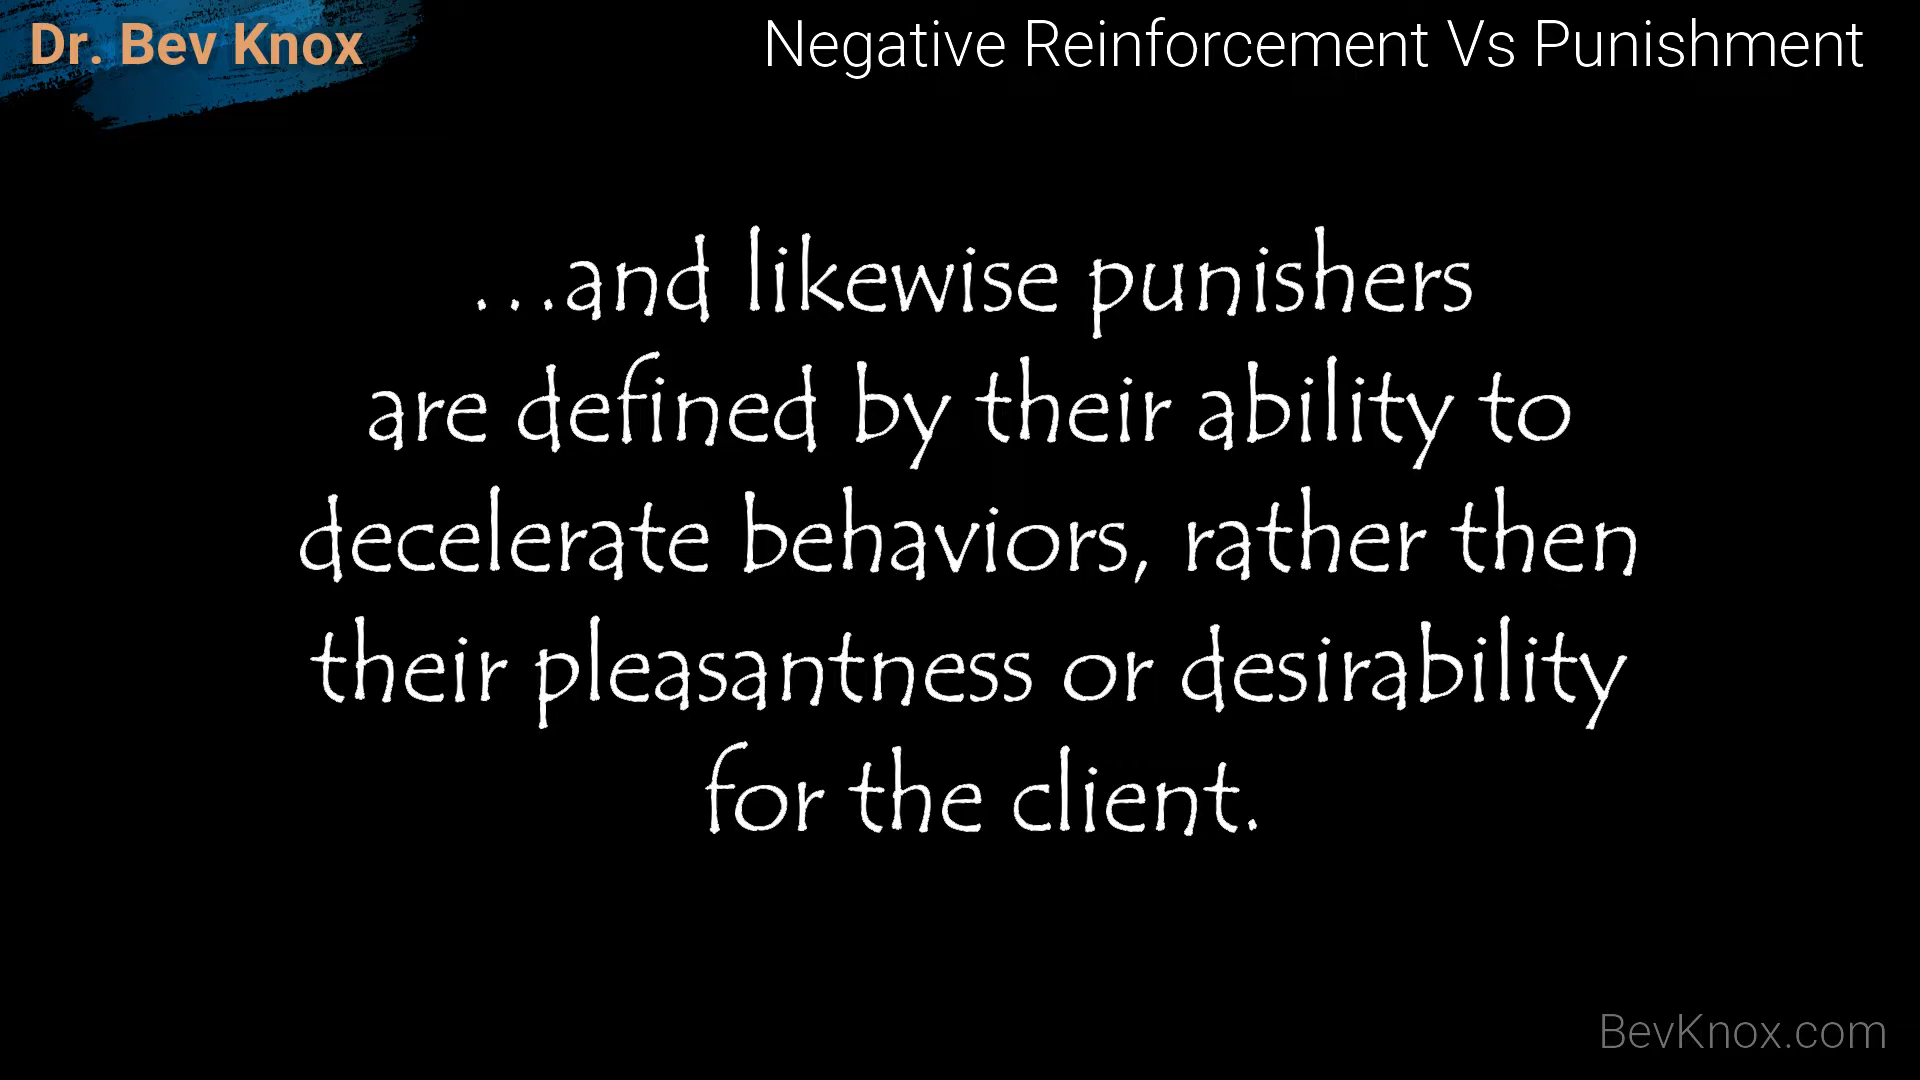 Dr. Bev Knox
Negative Reinforcement Vs Punishment
...and likewise punishers
are defined by their ability to
decelerate behaviors, rather then
their pleasantness or desirability
for the client.
BevKnox.com